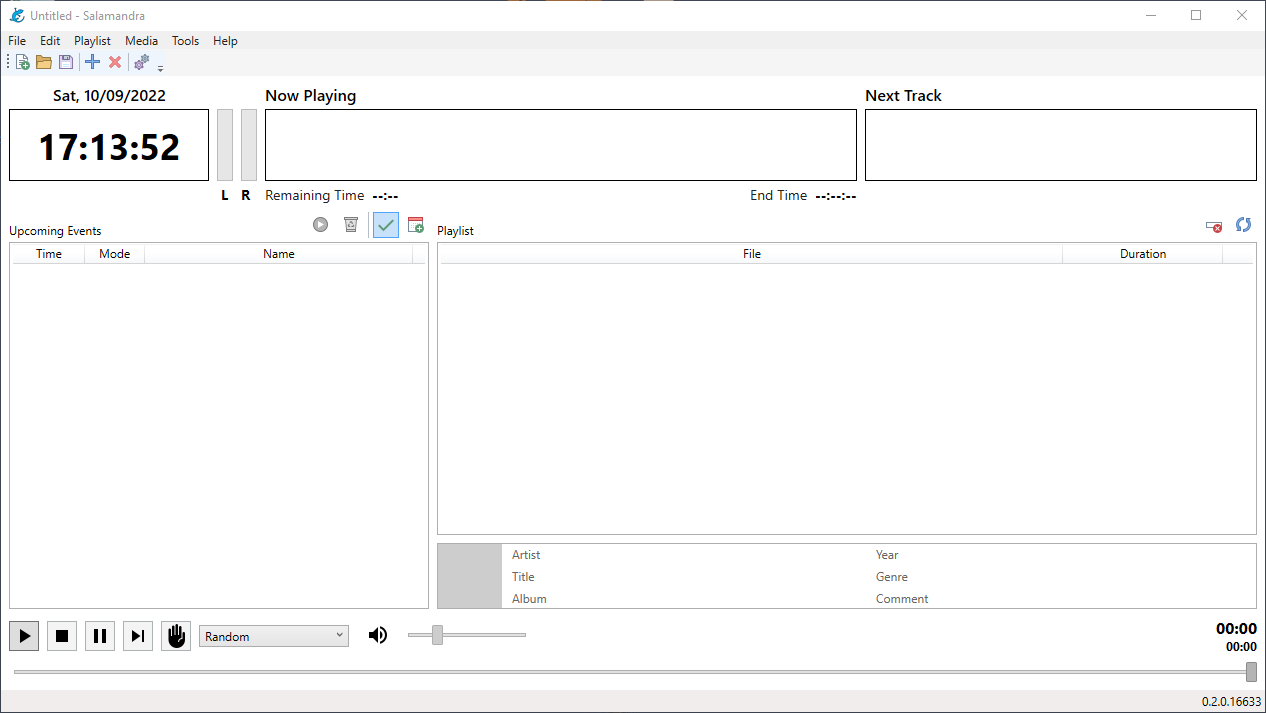 Untitled - Salamandra
File Edit Playlist Media Tools Help
Sat, 10/09/2022 Now Playing Next Track
17:13:52
L R Remaining Time --:-- End Time --:--:--
Upcoming Events Playlist
Time Mode Name File Duration
Artist Year
Title Genre
Album Comment
Random 00:00
00:00
0.2.0.16633